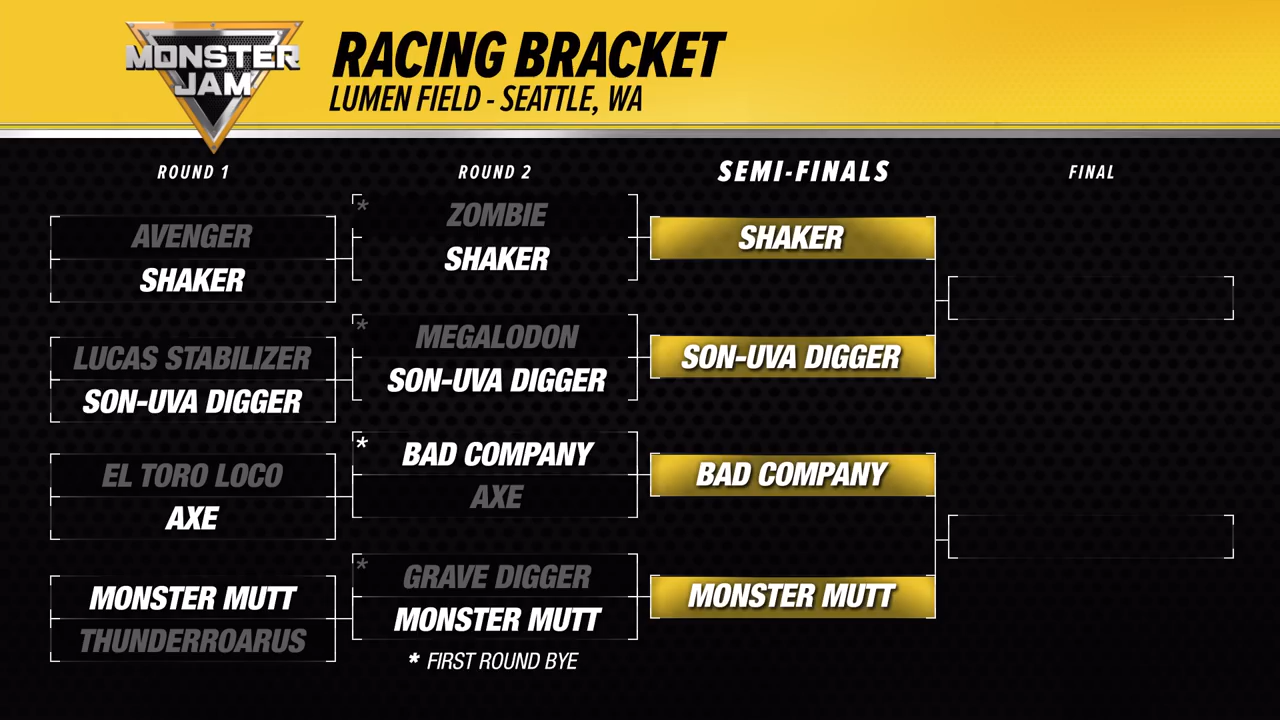 MONSTER JAM
RACING BRACKET
LUMEN FIELD - SEATTLE, WA
ROUND 1
AVENGER
SHAKER
LUCAS STABILIZER
SON-UVA DIGGER
EL TORO LOCO
AXE
MONSTER MUTT
THUNDERROARUS
ROUND 2
* ZOMBIE
SHAKER
* MEGALODON
SON-UVA DIGGER
* BAD COMPANY
AXE
* GRAVE DIGGER
MONSTER MUTT
* FIRST ROUND BYE
SEMI-FINALS
SHAKER
SON-UVA DIGGER
BAD COMPANY
MONSTER MUTT
FINAL